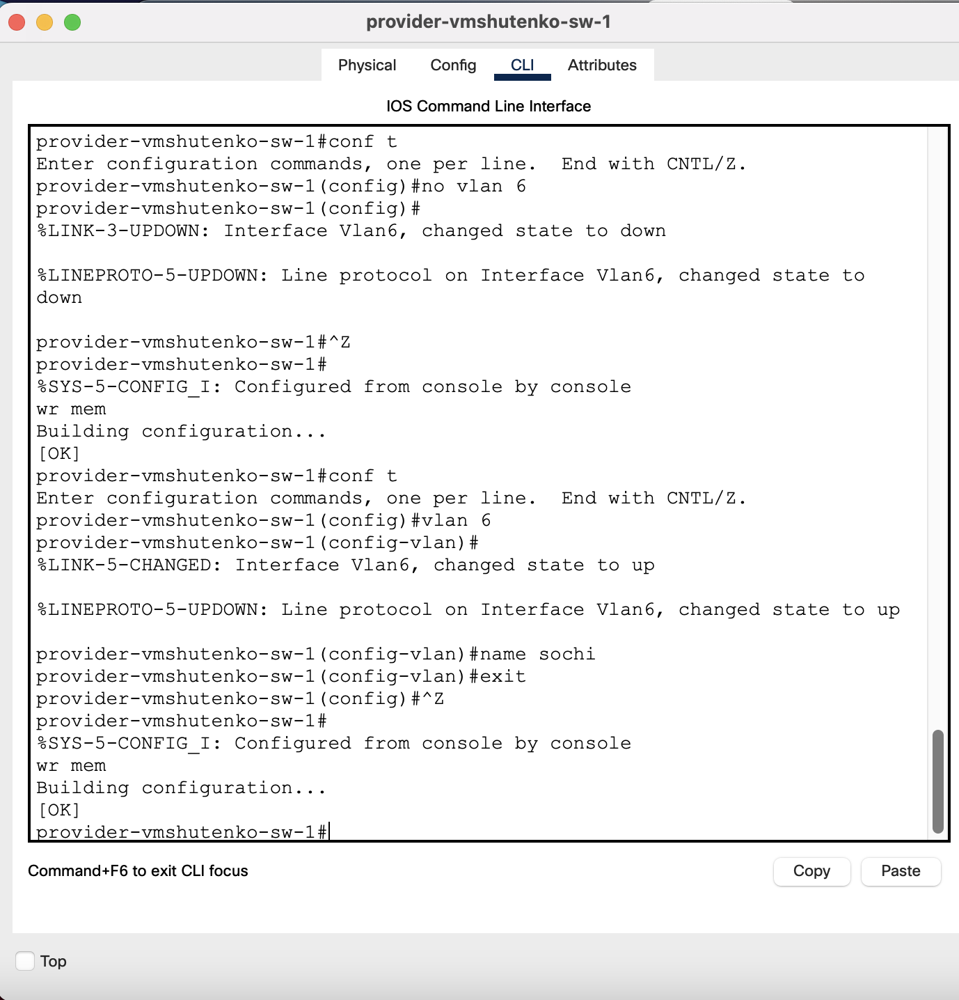 provider-vmshutenko-sw-1
Physical Config CLI Attributes
IOS Command Line Interface
provider-vmshutenko-sw-1#conf t
Enter configuration commands, one per line.  End with CNTL/Z.
provider-vmshutenko-sw-1(config)#no vlan 6
provider-vmshutenko-sw-1(config)#
%LINK-3-UPDOWN: Interface Vlan6, changed state to down
%LINEPROTO-5-UPDOWN: Line protocol on Interface Vlan6, changed state to
down
provider-vmshutenko-sw-1#^Z
provider-vmshutenko-sw-1#
%SYS-5-CONFIG_I: Configured from console by console
wr mem
Building configuration...
[OK]
provider-vmshutenko-sw-1#conf t
Enter configuration commands, one per line.  End with CNTL/Z.
provider-vmshutenko-sw-1(config)#vlan 6
provider-vmshutenko-sw-1(config-vlan)#
%LINK-5-CHANGED: Interface Vlan6, changed state to up
%LINEPROTO-5-UPDOWN: Line protocol on Interface Vlan6, changed state to up
provider-vmshutenko-sw-1(config-vlan)#name sochi
provider-vmshutenko-sw-1(config-vlan)#exit
provider-vmshutenko-sw-1(config)#^Z
provider-vmshutenko-sw-1#
%SYS-5-CONFIG_I: Configured from console by console
wr mem
Building configuration...
[OK]
provider-vmshutenko-sw-1#
Command+F6 to exit CLI focus
Copy Paste
Top